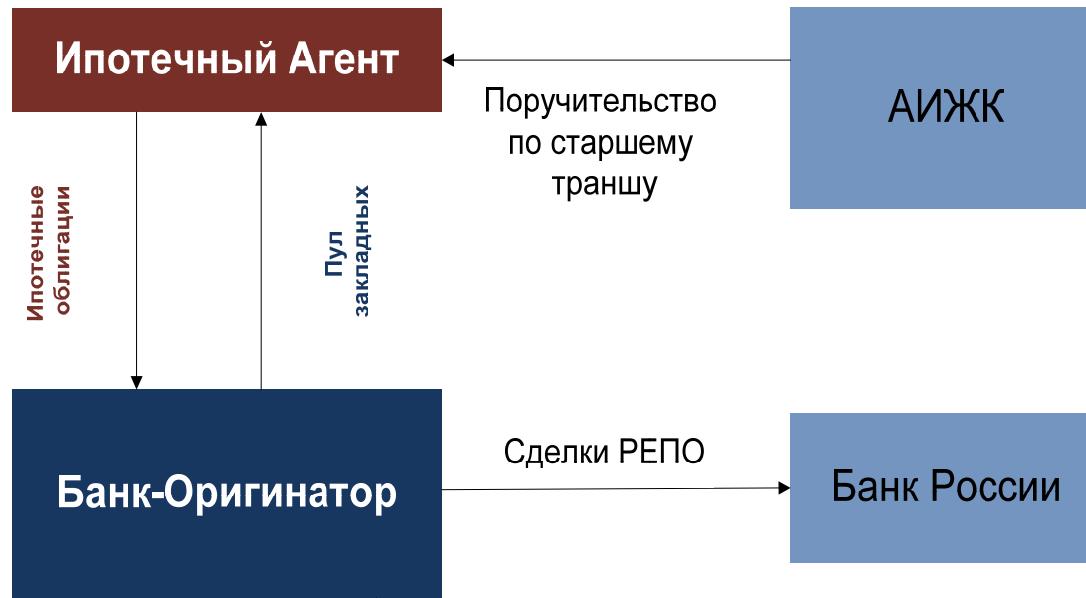 Ипотечный Агент
АИЖК
Поручительство
по старшему
траншу
Ипотечные
облигации
Пул
закладных
Банк-Оригинатор
Сделки РЕПО
Банк России